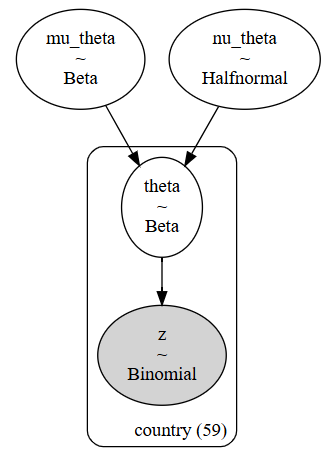 mu_theta
~
Beta
nu_theta
~
Halfnormal
theta
~
Beta
z
~
Binomial
country (59)